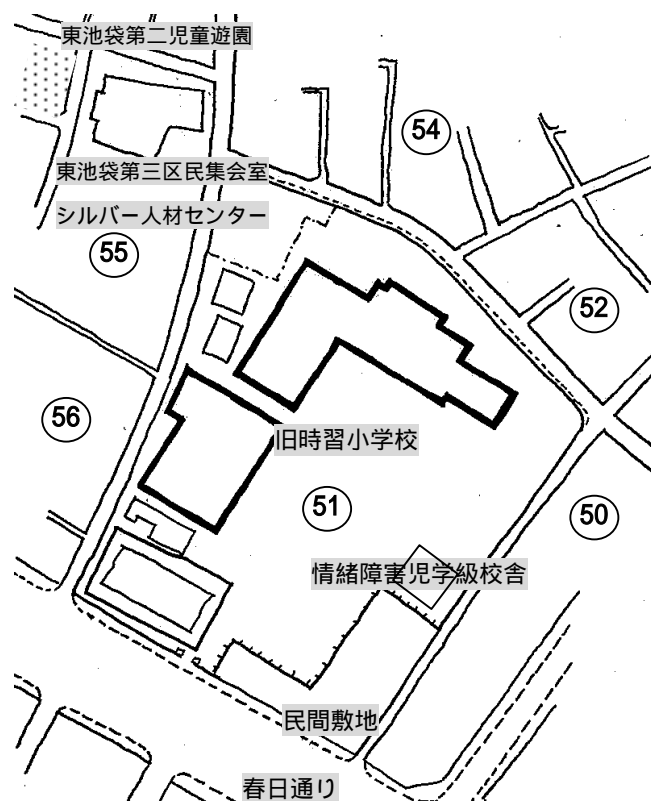 東池袋第二児童遊園
54
東池袋第三区民集会室
シルバー人材センター
55
52
56
旧時習小学校
51
50
情緒障害児学級校舎
民間敷地
春日通り